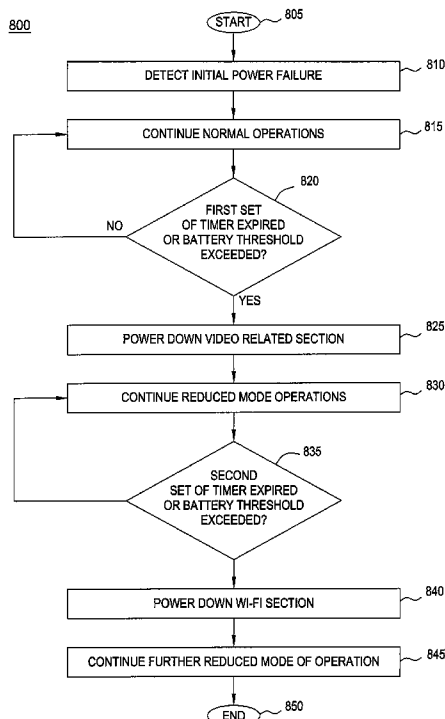 800
START
805
DETECT INITIAL POWER FAILURE
810
CONTINUE NORMAL OPERATIONS
815
820
FIRST SET
OF TIMER EXPIRED
OR BATTERY THRESHOLD
EXCEEDED?
NO
YES
POWER DOWN VIDEO RELATED SECTION
825
CONTINUE REDUCED MODE OPERATIONS
830
835
SECOND
SET OF TIMER EXPIRED
OR BATTERY THRESHOLD
EXCEEDED?
POWER DOWN WI-FI SECTION
840
CONTINUE FURTHER REDUCED MODE OF OPERATION
845
END
850